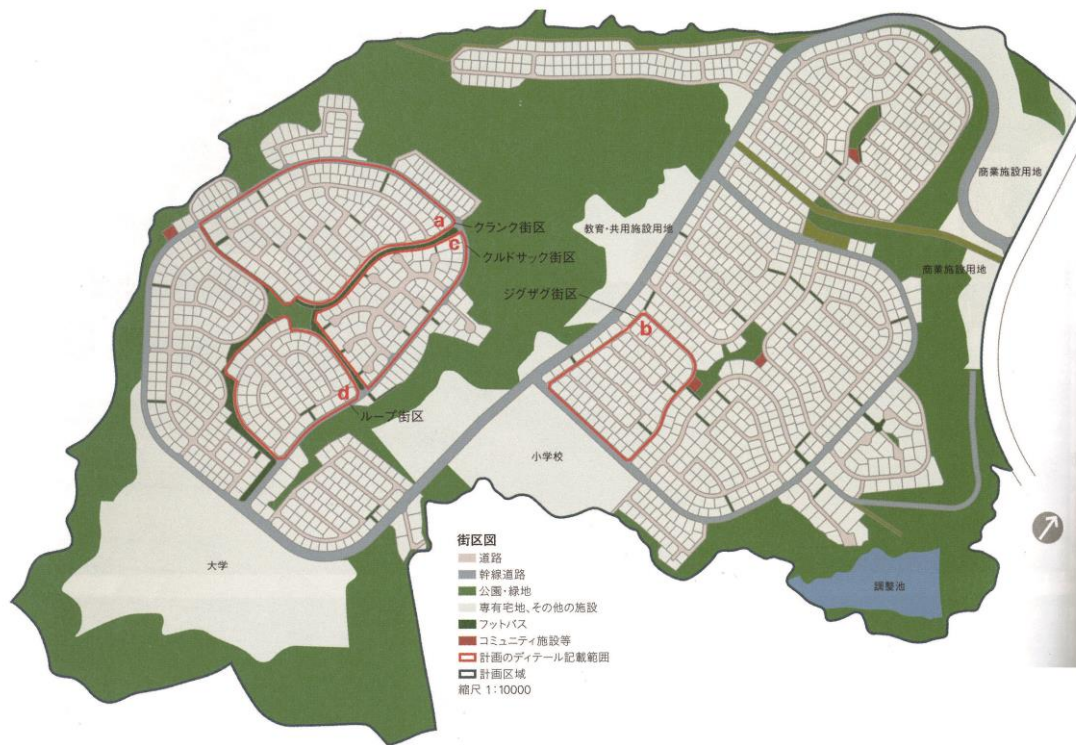 商業施設用地
a
クランク街区
c
クルドサック街区
教育・共用施設用地
商業施設用地
ジグザグ街区
b
d
ループ街区
小学校
大学
調整池
街区図
道路
幹線道路
公園・緑地
専有宅地、その他の施設
フットパス
コミュニティ施設等
計画のディテール記載範囲
計画区域
縮尺 1:10000